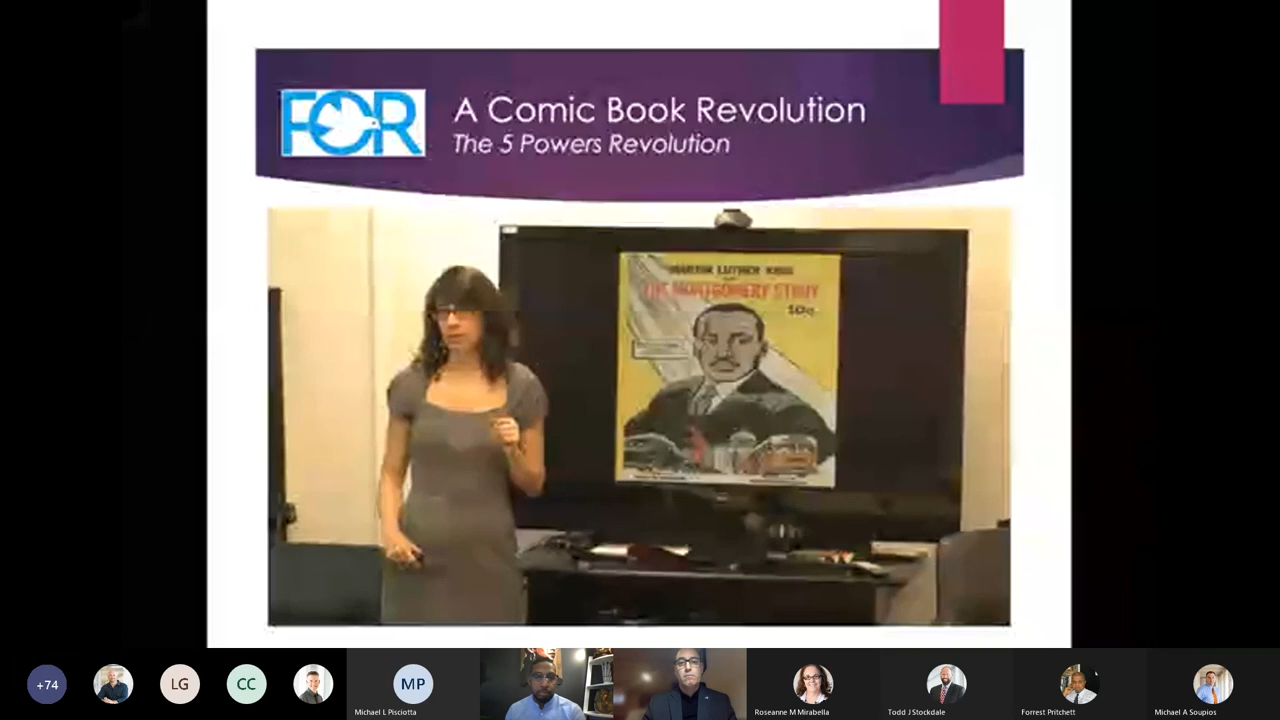 FOR
A Comic Book Revolution
The 5 Powers Revolution
MARTIN LUTHER KING
THE MONTGOMERY STORY
10¢
+74
LG
CC
MP
Michael L Pisciotta
Roseanne M Mirabella
Todd J Stockdale
Forrest Pritchett
Michael A Soupios